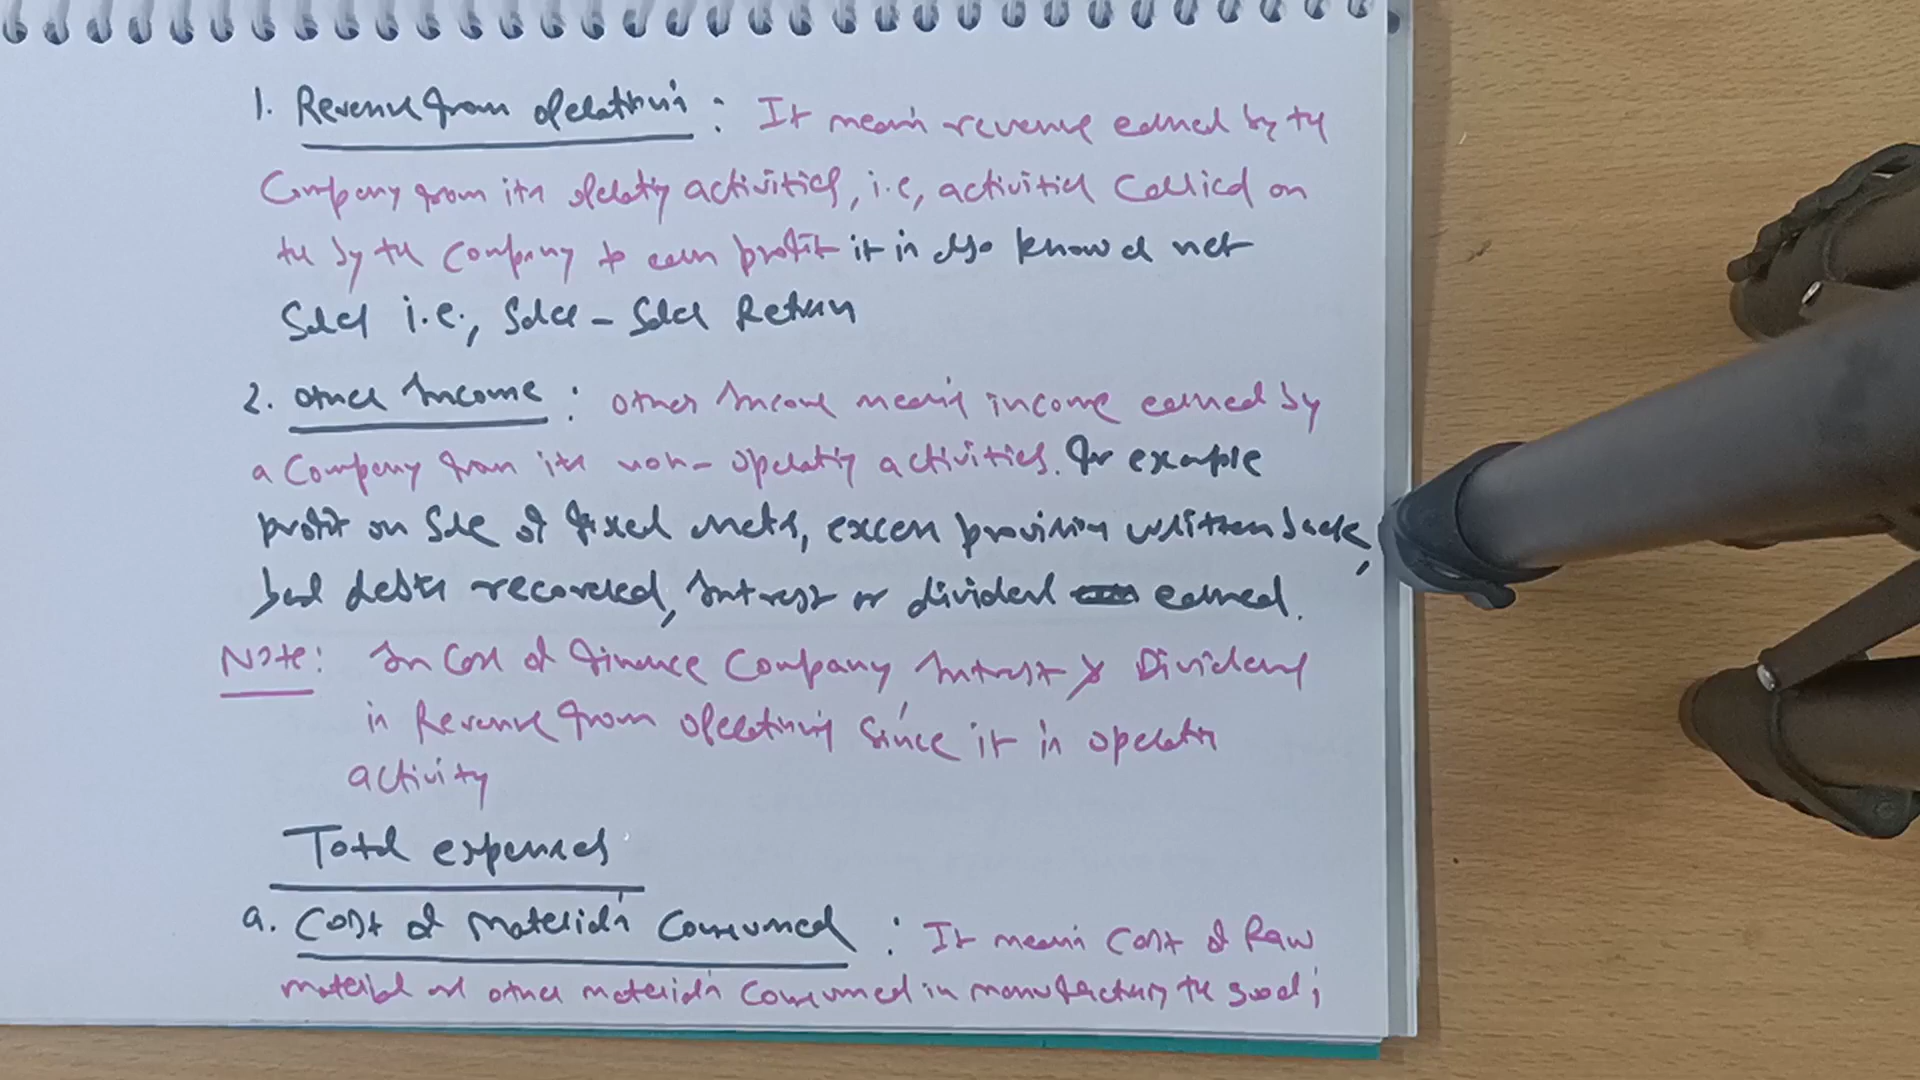 1. Revenue from operations : It means revenue earned by the
Company from its operating activities, i.e, activities carried on
the by the Company to earn profit it is also known as net
Sales i.e., Sales - Sales Return
2. Other Income : Other Income means income earned by
a Company from its non-operating activities. For example
profit on Sale of fixed assets, excess provision written back,
bad debts recovered, Interest or dividend earned.
Note: In Case of finance Company, Interest & Dividend
is Revenue from operations since it is operating
activity
Total expenses
a. Cost of Materials Consumed : It means Cost of Raw
material and other materials Consumed in manufacturing the goods;